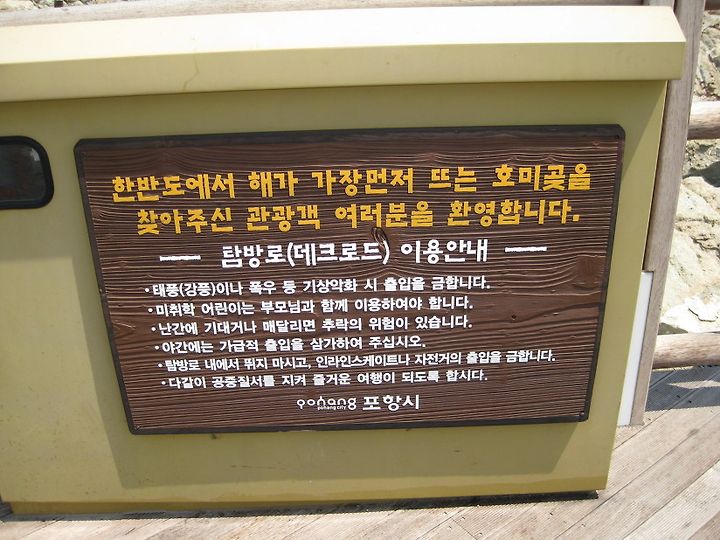 한반도에서 해가 가장먼저 뜨는 호미곶을
찾아주신 관광객 여러분을 환영합니다.
탐방로(데크로드) 이용안내
· 태풍(강풍)이나 폭우 등 기상악화 시 출입을 금합니다.
· 미취학 어린이는 부모님과 함께 이용하여야 합니다.
· 난간에 기대거나 매달리면 추락의 위험이 있습니다.
· 야간에는 가급적 출입을 삼가하여 주십시오.
· 탐방로 내에서 뛰지 마시고, 인라인스케이트나 자전거의 출입을 금합니다.
· 다같이 공중질서를 지켜 즐거운 여행이 되도록 합시다.
pohang 포항시
pohang city